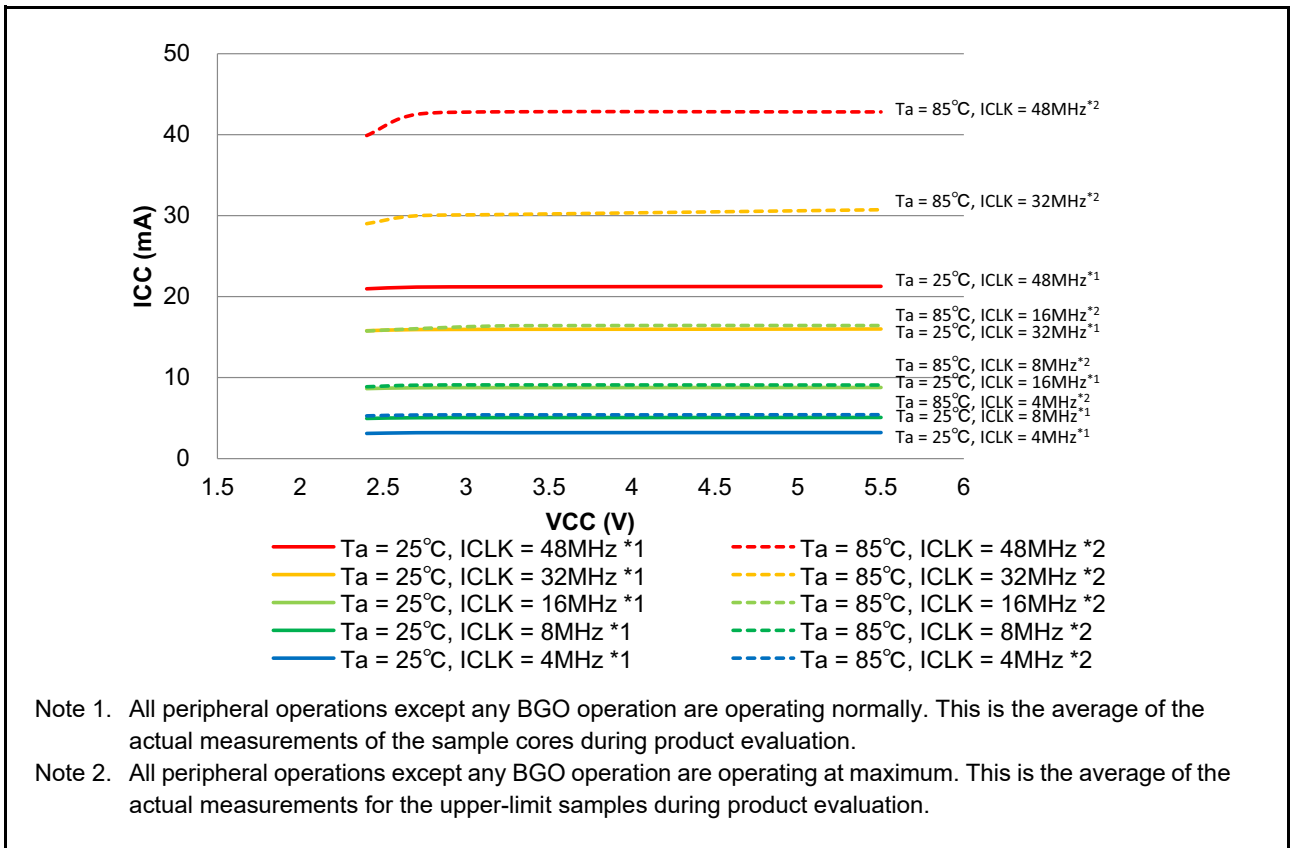 50
40
30
20
10
0
ICC (mA)
1.5 2 2.5 3 3.5 4 4.5 5 5.5 6
VCC (V)
Ta = 85℃, ICLK = 48MHz*2
Ta = 85℃, ICLK = 32MHz*2
Ta = 25℃, ICLK = 48MHz*1
Ta = 85℃, ICLK = 16MHz*2
Ta = 25℃, ICLK = 32MHz*1
Ta = 85℃, ICLK = 8MHz*2
Ta = 25℃, ICLK = 16MHz*1
Ta = 85℃, ICLK = 4MHz*2
Ta = 25℃, ICLK = 8MHz*1
Ta = 25℃, ICLK = 4MHz*1
Ta = 25℃, ICLK = 48MHz *1 Ta = 85℃, ICLK = 48MHz *2
Ta = 25℃, ICLK = 32MHz *1 Ta = 85℃, ICLK = 32MHz *2
Ta = 25℃, ICLK = 16MHz *1 Ta = 85℃, ICLK = 16MHz *2
Ta = 25℃, ICLK = 8MHz *1 Ta = 85℃, ICLK = 8MHz *2
Ta = 25℃, ICLK = 4MHz *1 Ta = 85℃, ICLK = 4MHz *2
Note 1. All peripheral operations except any BGO operation are operating normally. This is the average of the
actual measurements of the sample cores during product evaluation.
Note 2. All peripheral operations except any BGO operation are operating at maximum. This is the average of the
actual measurements for the upper-limit samples during product evaluation.